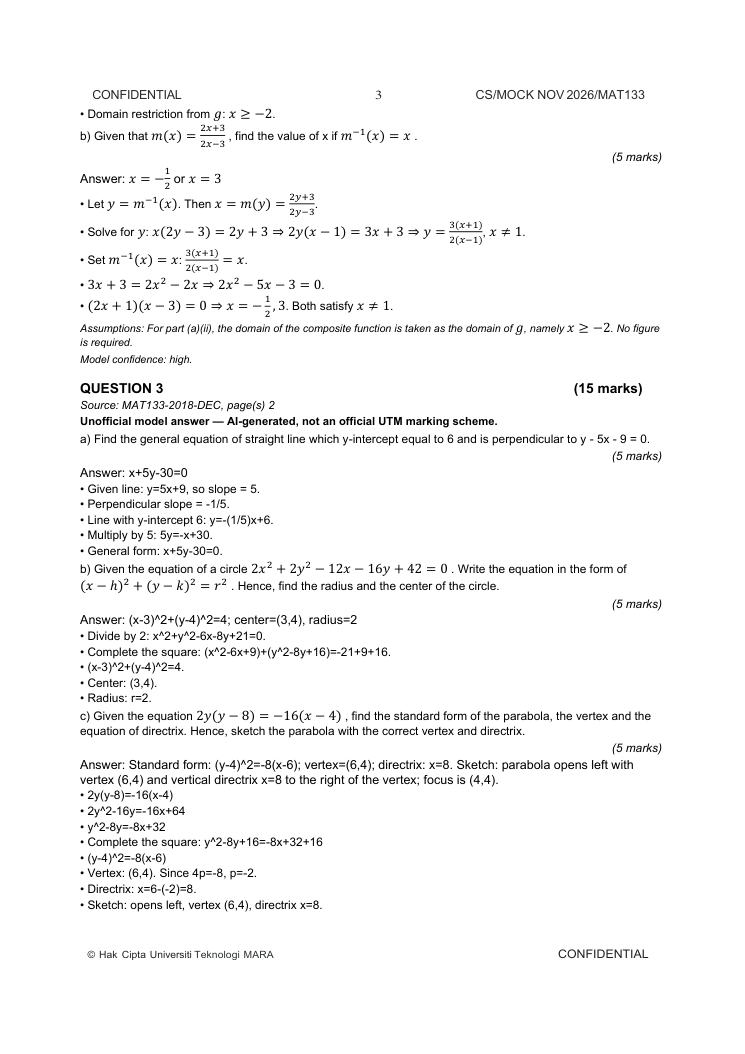 CONFIDENTIAL 3 CS/MOCK NOV 2026/MAT133
• Domain restriction from g: x ≥ −2.
b) Given that m(x) = (2x+3)/(2x−3) , find the value of x if m⁻¹(x) = x .
(5 marks)
Answer: x = −1/2 or x = 3
• Let y = m⁻¹(x). Then x = m(y) = (2y+3)/(2y−3).
• Solve for y: x(2y − 3) = 2y + 3 ⇒ 2y(x − 1) = 3x + 3 ⇒ y = 3(x+1)/(2(x−1)), x ≠ 1.
• Set m⁻¹(x) = x: 3(x+1)/(2(x−1)) = x.
• 3x + 3 = 2x² − 2x ⇒ 2x² − 5x − 3 = 0.
• (2x + 1)(x − 3) = 0 ⇒ x = −1/2, 3. Both satisfy x ≠ 1.
Assumptions: For part (a)(ii), the domain of the composite function is taken as the domain of g, namely x ≥ −2. No figure
is required.
Model confidence: high.
QUESTION 3 (15 marks)
Source: MAT133-2018-DEC, page(s) 2
Unofficial model answer — AI-generated, not an official UTM marking scheme.
a) Find the general equation of straight line which y-intercept equal to 6 and is perpendicular to y - 5x - 9 = 0.
(5 marks)
Answer: x+5y-30=0
• Given line: y=5x+9, so slope = 5.
• Perpendicular slope = -1/5.
• Line with y-intercept 6: y=-(1/5)x+6.
• Multiply by 5: 5y=-x+30.
• General form: x+5y-30=0.
b) Given the equation of a circle 2x² + 2y² − 12x − 16y + 42 = 0 . Write the equation in the form of
(x − h)² + (y − k)² = r² . Hence, find the radius and the center of the circle.
(5 marks)
Answer: (x-3)^2+(y-4)^2=4; center=(3,4), radius=2
• Divide by 2: x^2+y^2-6x-8y+21=0.
• Complete the square: (x^2-6x+9)+(y^2-8y+16)=-21+9+16.
• (x-3)^2+(y-4)^2=4.
• Center: (3,4).
• Radius: r=2.
c) Given the equation 2y(y − 8) = −16(x − 4) , find the standard form of the parabola, the vertex and the
equation of directrix. Hence, sketch the parabola with the correct vertex and directrix.
(5 marks)
Answer: Standard form: (y-4)^2=-8(x-6); vertex=(6,4); directrix: x=8. Sketch: parabola opens left with
vertex (6,4) and vertical directrix x=8 to the right of the vertex; focus is (4,4).
• 2y(y-8)=-16(x-4)
• 2y^2-16y=-16x+64
• y^2-8y=-8x+32
• Complete the square: y^2-8y+16=-8x+32+16
• (y-4)^2=-8(x-6)
• Vertex: (6,4). Since 4p=-8, p=-2.
• Directrix: x=6-(-2)=8.
• Sketch: opens left, vertex (6,4), directrix x=8.
© Hak Cipta Universiti Teknologi MARA CONFIDENTIAL